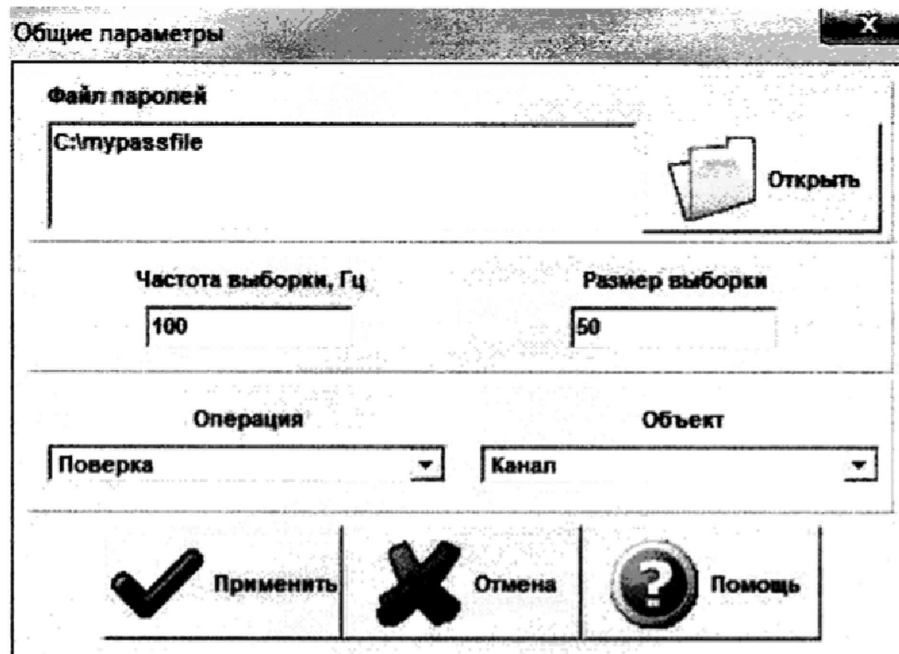 Общие параметры
Файл паролей
C:\mypassfile
Открыть
Частота выборки, Гц
Размер выборки
100
50
Операция
Объект
Поверка
Канал
Применить
Отмена
Помощь